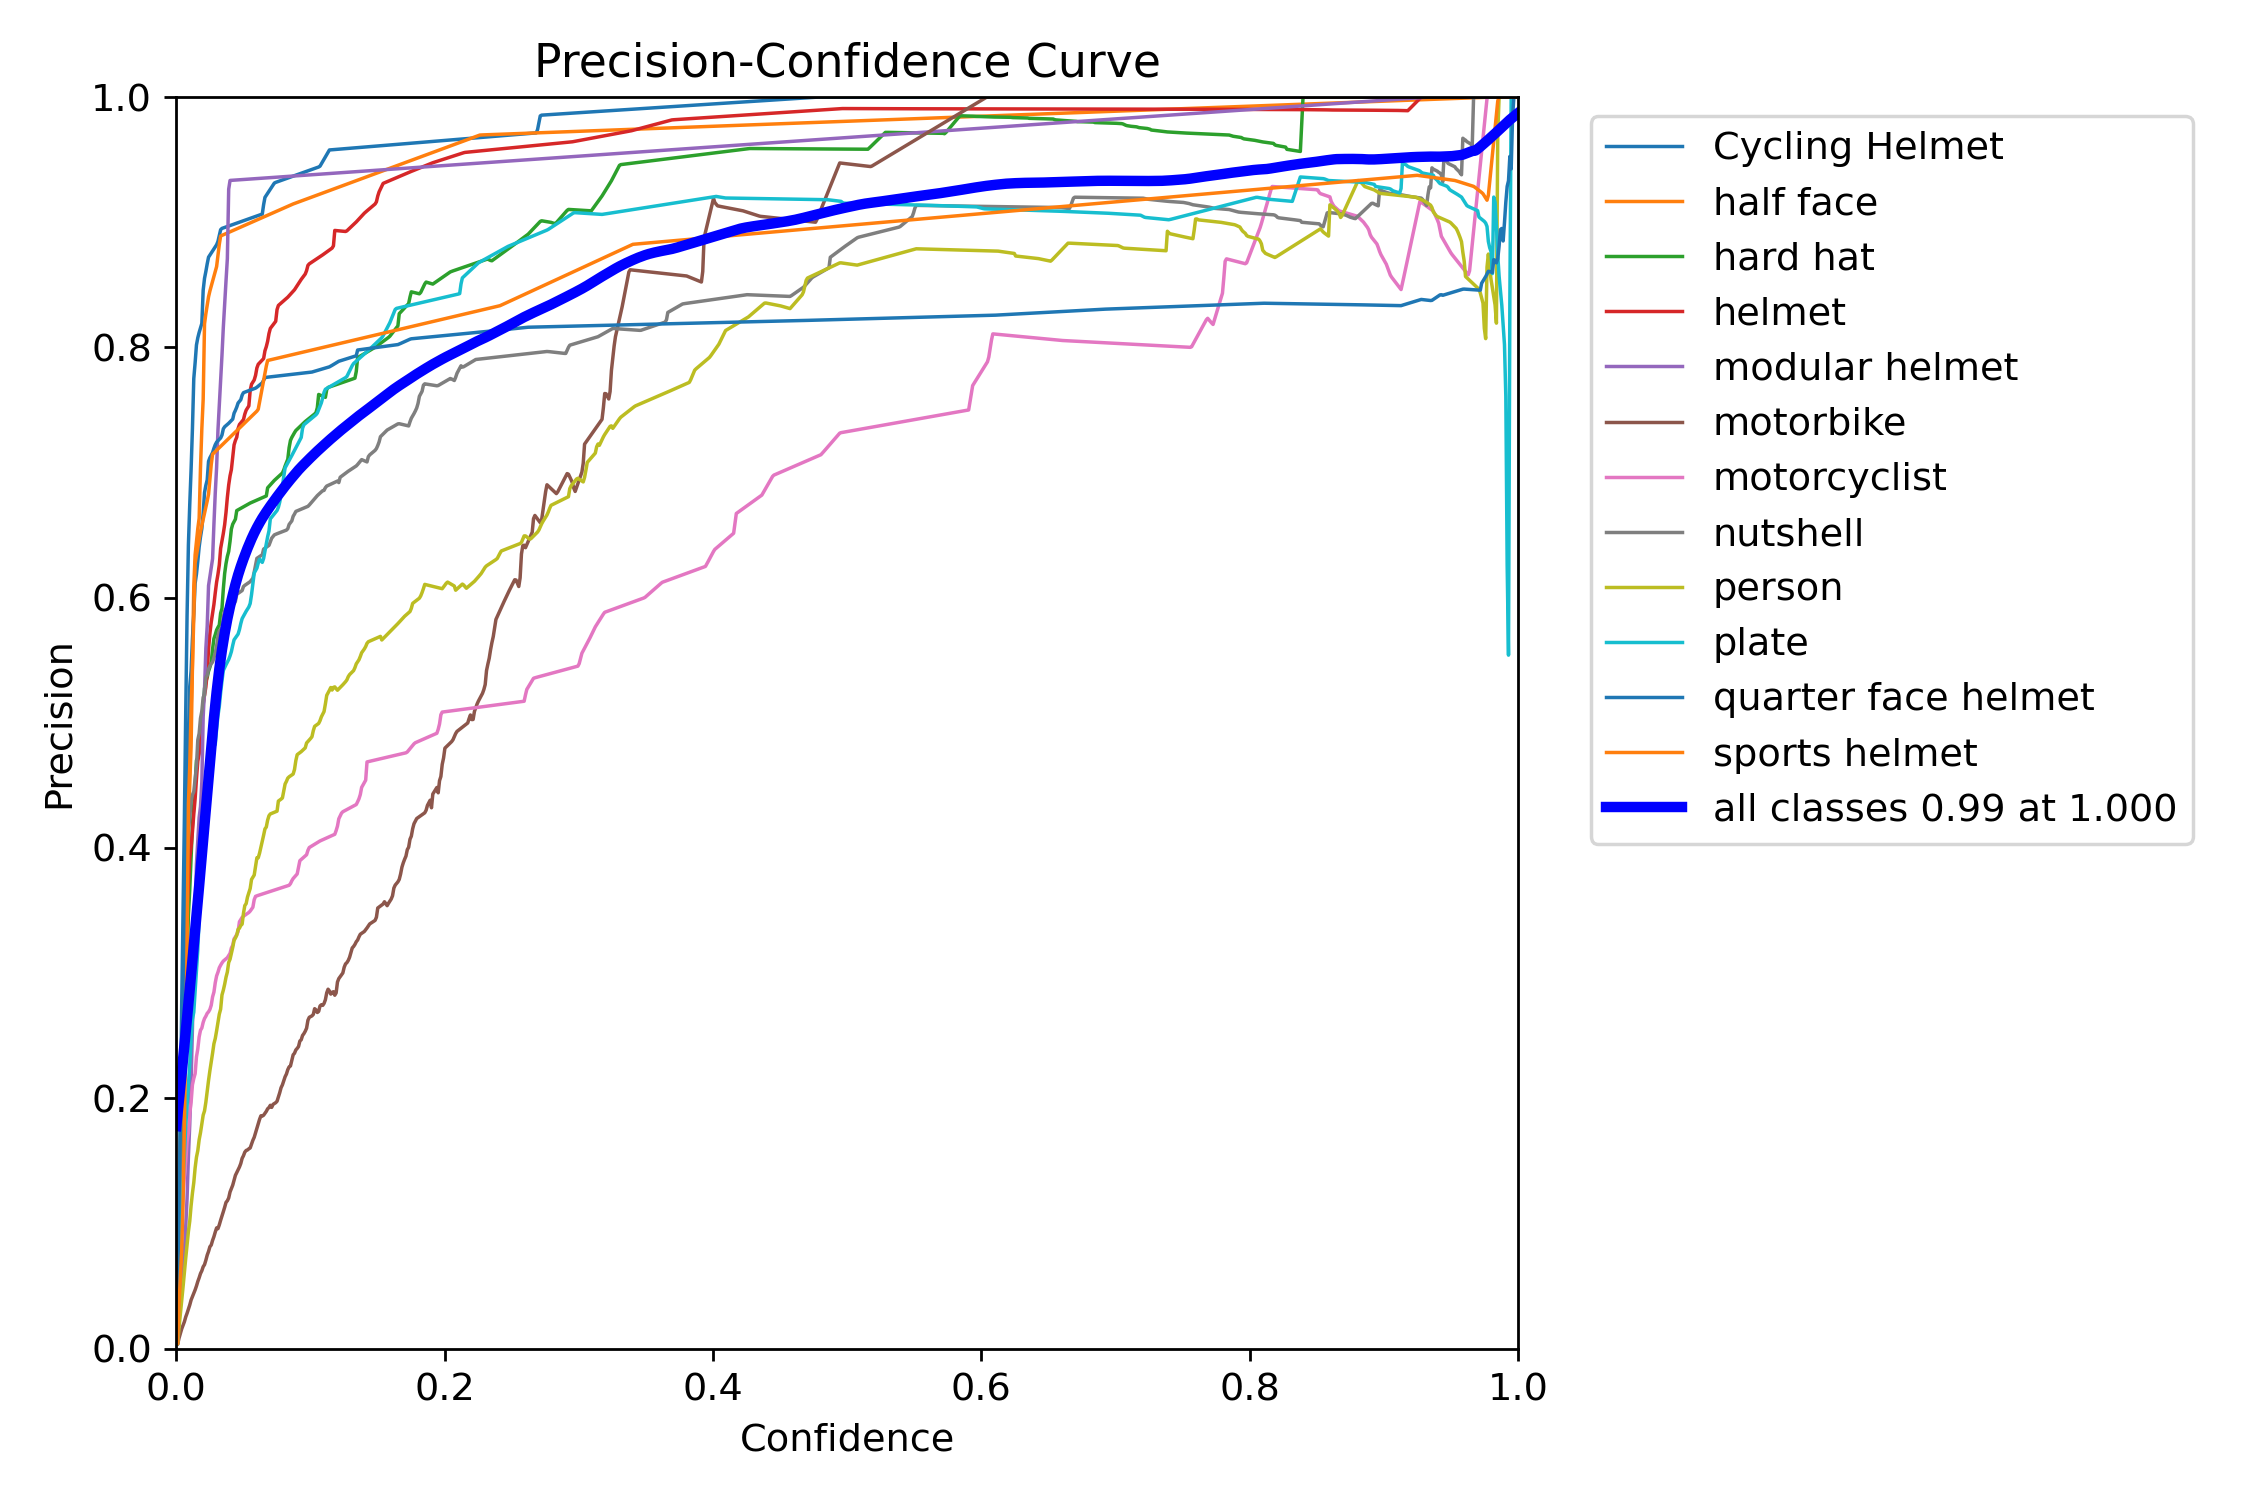 Precision-Confidence Curve
1.0
0.8
0.6
0.4
0.2
0.0
Precision
0.0 0.2 0.4 0.6 0.8 1.0
Confidence
Cycling Helmet
half face
hard hat
helmet
modular helmet
motorbike
motorcyclist
nutshell
person
plate
quarter face helmet
sports helmet
all classes 0.99 at 1.000